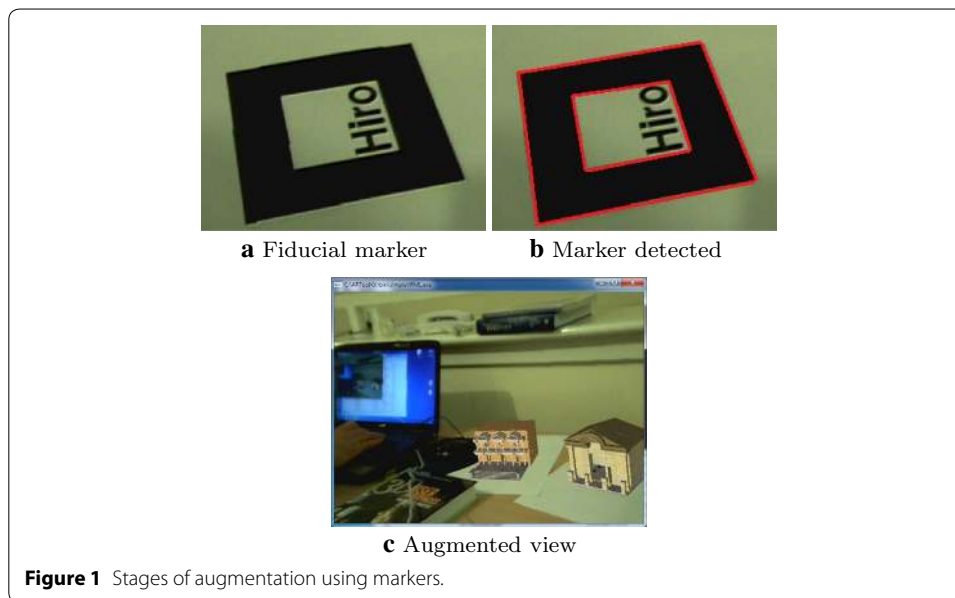 Hiro
Hiro
a Fiducial marker
b Marker detected
c Augmented view
Figure 1 Stages of augmentation using markers.